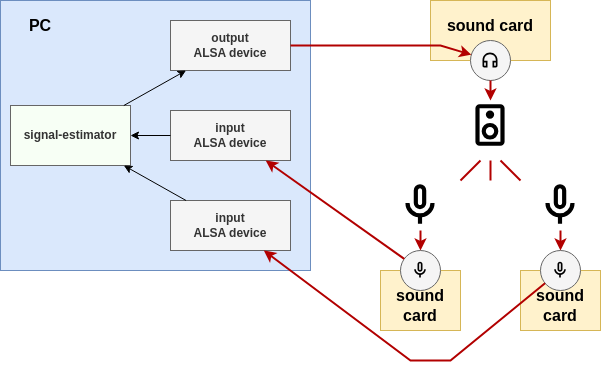 PC
output
ALSA device
sound card
signal-estimator
input
ALSA device
input
ALSA device
sound
card
sound
card